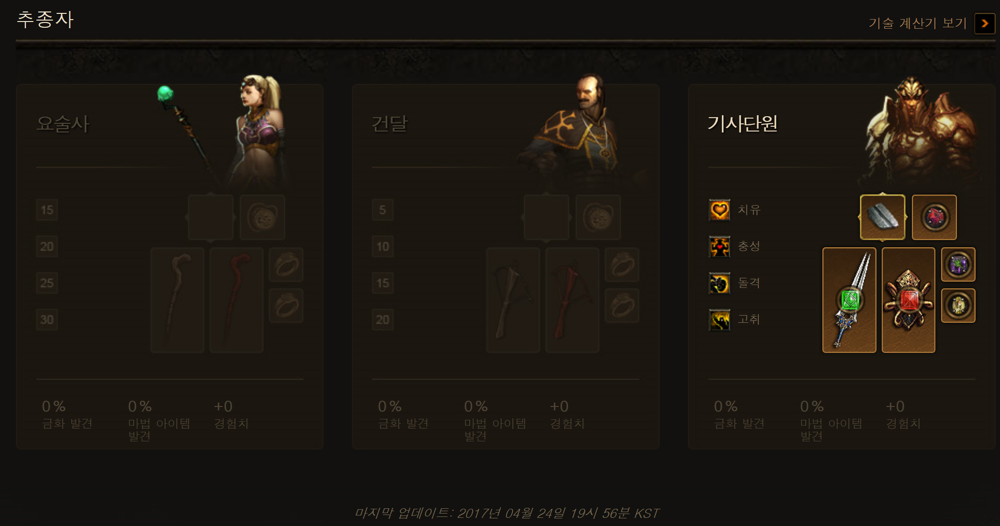 추종자
기술 계산기 보기
요술사
15
20
25
30
0%
금화 발견
0%
마법 아이템
발견
+0
경험치
건달
5
10
15
20
0%
금화 발견
0%
마법 아이템
발견
+0
경험치
기사단원
치유
충성
돌격
고취
0%
금화 발견
0%
마법 아이템
발견
+0
경험치
마지막 업데이트: 2017년 04월 24일 19시 56분 KST